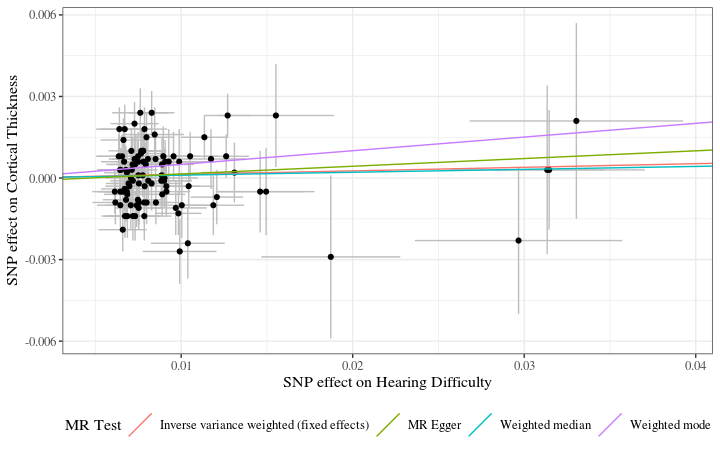 0.006
0.003
0.000
-0.003
-0.006
SNP effect on Cortical Thickness
0.01 0.02 0.03 0.04
SNP effect on Hearing Difficulty
MR Test Inverse variance weighted (fixed effects) MR Egger Weighted median Weighted mode